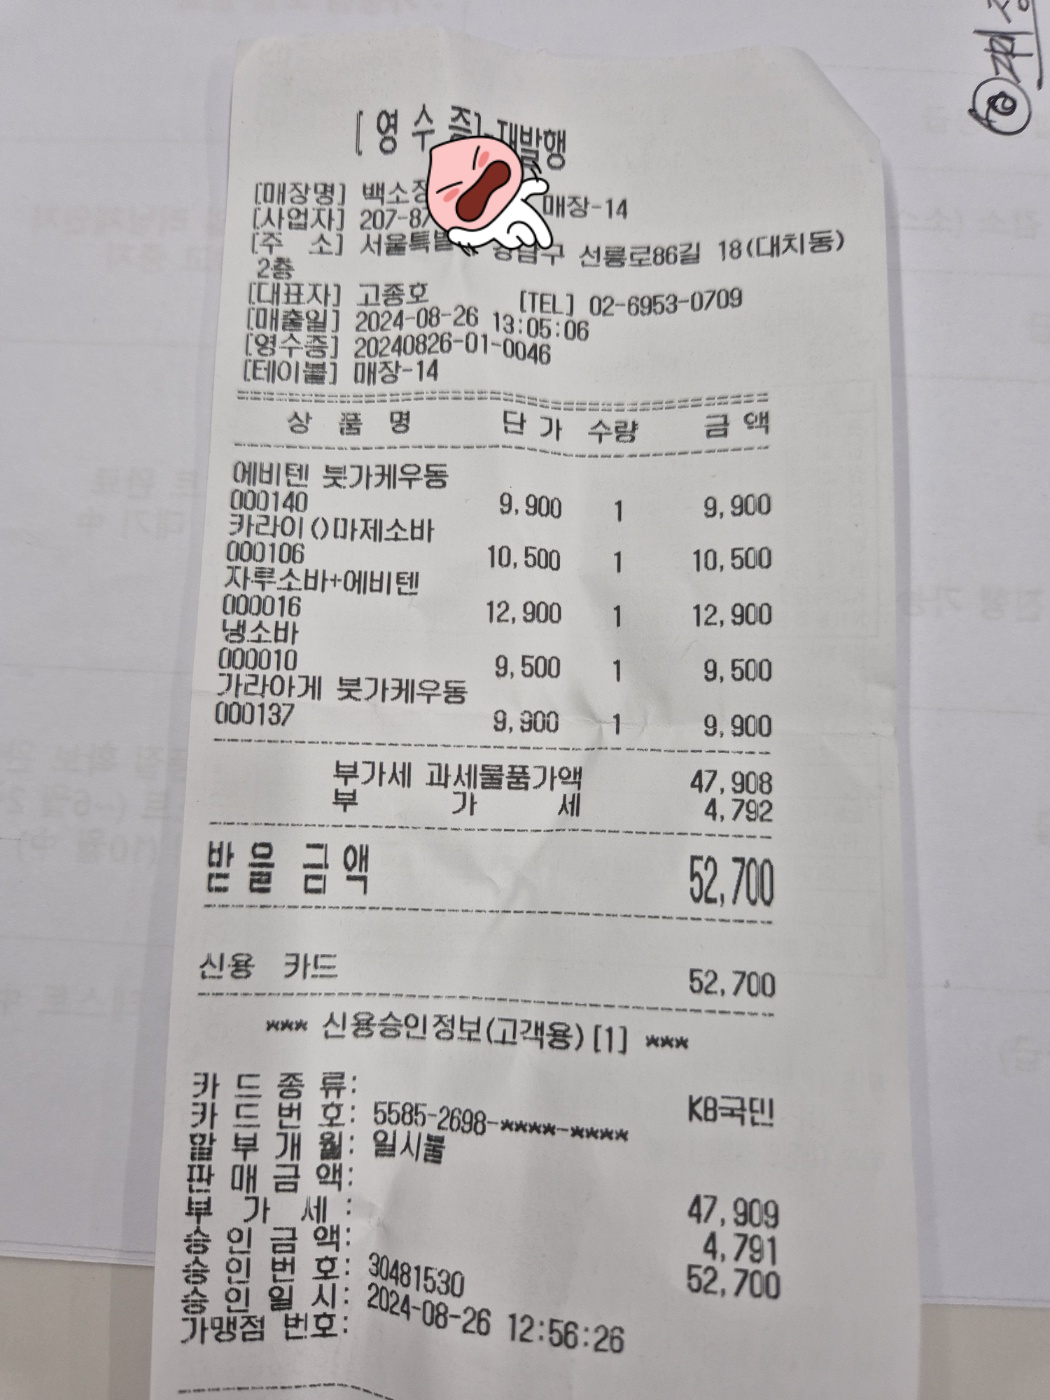 [ 영 수 증]-재발행
[매장명] 백소정 매장-14
[사업자] 207-87
[주 소] 서울특별 강남구 선릉로86길 18(대치동)
2층
[대표자] 고종호 [TEL] 02-6953-0709
[매출일] 2024-08-26 13:05:06
[영수증] 20240826-01-0046
[테이블] 매장-14
상 품 명 단 가 수량 금 액
에비텐 붓가케우동
000140 9,900 1 9,900
카라이()마제소바
000106 10,500 1 10,500
자루소바+에비텐
000016 12,900 1 12,900
냉소바
000010 9,500 1 9,500
가라아게 붓가케우동
000137 9,900 1 9,900
부가세 과세물품가액 47,908
부 가 세 4,792
받 을 금 액 52,700
신용 카드 52,700
*** 신용승인정보(고객용) [1] ***
카 드 종 류: KB국민
카 드 번 호: 5585-2698-****-****
할 부 개 월: 일시불
판 매 금 액: 47,909
부 가 세 : 4,791
승 인 금 액: 52,700
승 인 번 호: 30481530
승 인 일 시: 2024-08-26 12:56:26
가맹점 번호: